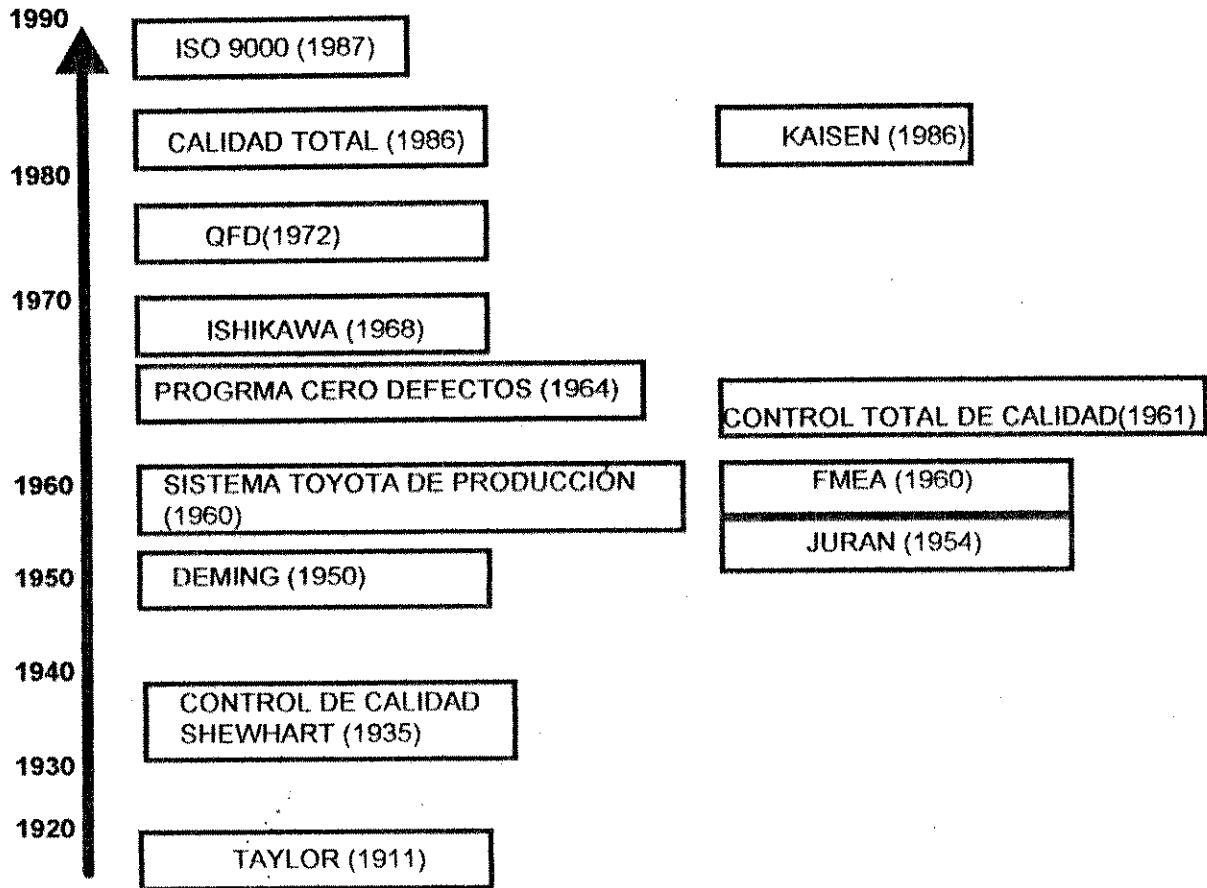 1990
ISO 9000 (1987)
CALIDAD TOTAL (1986)
KAISEN (1986)
1980
QFD(1972)
1970
ISHIKAWA (1968)
PROGRMA CERO DEFECTOS (1964)
CONTROL TOTAL DE CALIDAD(1961)
1960
SISTEMA TOYOTA DE PRODUCCIÓN
(1960)
FMEA (1960)
JURAN (1954)
1950
DEMING (1950)
1940
CONTROL DE CALIDAD
SHEWHART (1935)
1930
1920
TAYLOR (1911)